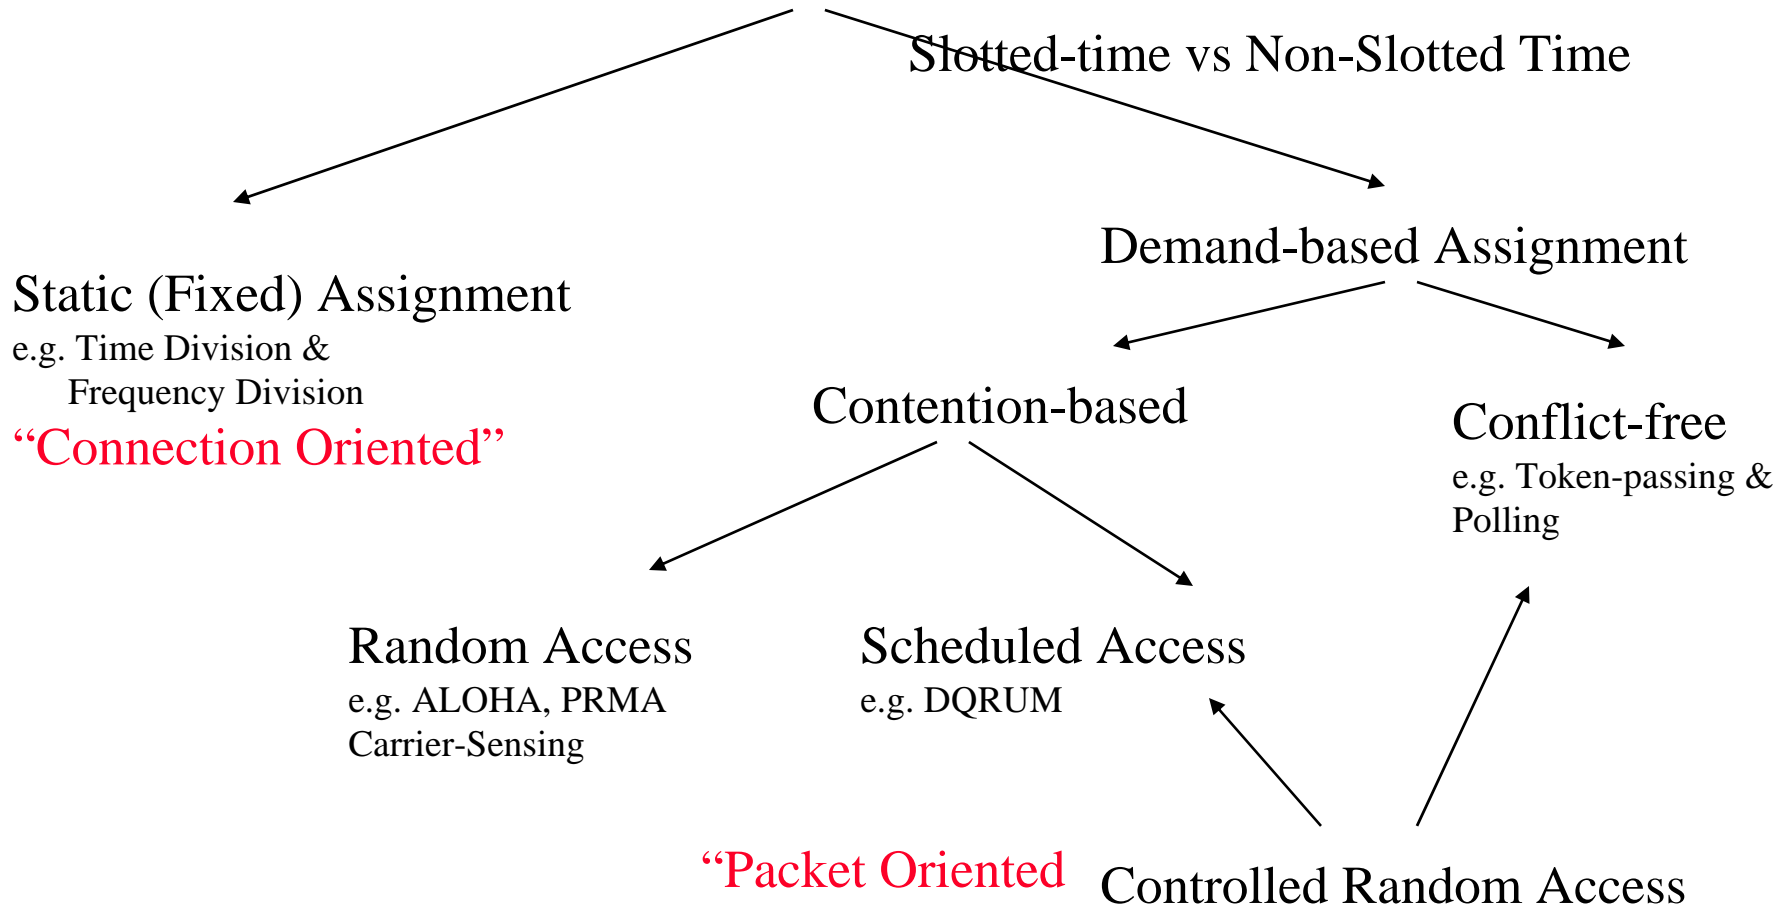 Slotted-time vs Non-Slotted Time
Demand-based Assignment
Static (Fixed) Assignment
e.g. Time Division &
Frequency Division
“Connection Oriented”
Contention-based
Conflict-free
e.g. Token-passing &
Polling
Random Access
e.g. ALOHA, PRMA
Carrier-Sensing
Scheduled Access
e.g. DQRUM
“Packet Oriented
Controlled Random Access